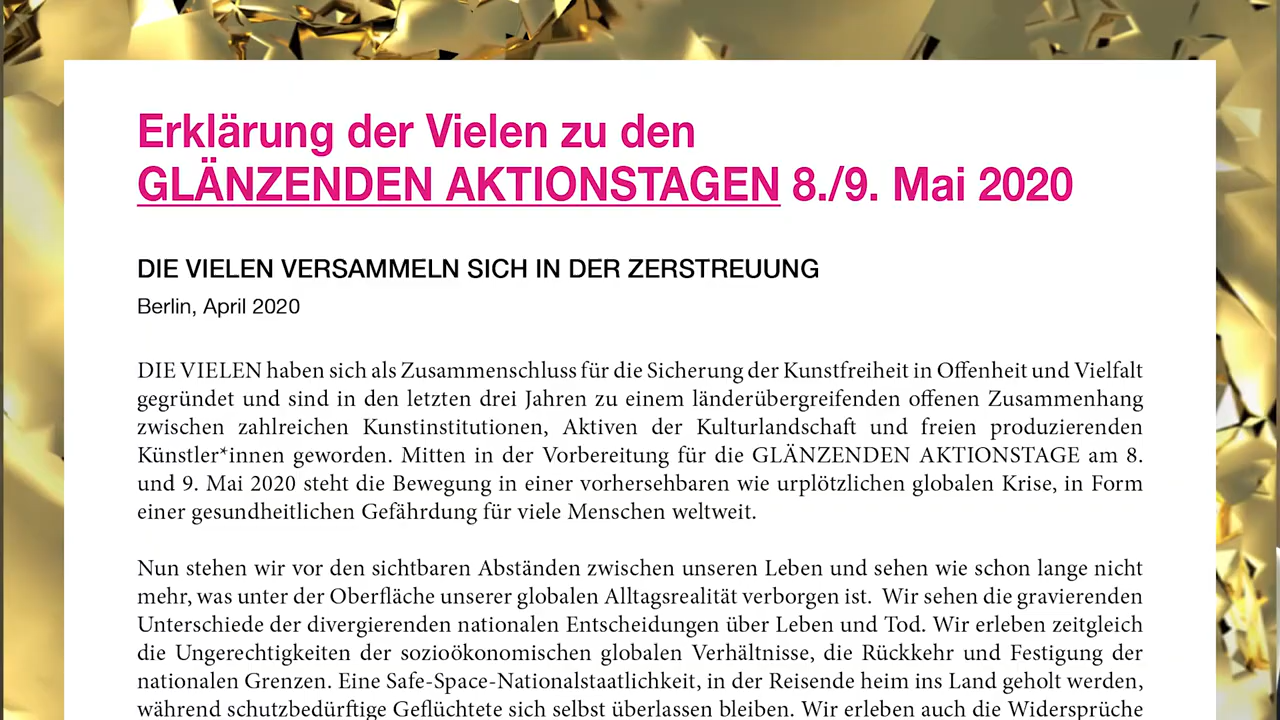 Erklärung der Vielen zu den
GLÄNZENDEN AKTIONSTAGEN 8./9. Mai 2020
DIE VIELEN VERSAMMELN SICH IN DER ZERSTREUUNG
Berlin, April 2020
DIE VIELEN haben sich als Zusammenschluss für die Sicherung der Kunstfreiheit in Offenheit und Vielfalt
gegründet und sind in den letzten drei Jahren zu einem länderübergreifenden offenen Zusammenhang
zwischen zahlreichen Kunstinstitutionen, Aktiven der Kulturlandschaft und freien produzierenden
Künstler*innen geworden. Mitten in der Vorbereitung für die GLÄNZENDEN AKTIONSTAGE am 8.
und 9. Mai 2020 steht die Bewegung in einer vorhersehbaren wie urplötzlichen globalen Krise, in Form
einer gesundheitlichen Gefährdung für viele Menschen weltweit.
Nun stehen wir vor den sichtbaren Abständen zwischen unseren Leben und sehen wie schon lange nicht
mehr, was unter der Oberfläche unserer globalen Alltagsrealität verborgen ist. Wir sehen die gravierenden
Unterschiede der divergierenden nationalen Entscheidungen über Leben und Tod. Wir erleben zeitgleich
die Ungerechtigkeiten der sozioökonomischen globalen Verhältnisse, die Rückkehr und Festigung der
nationalen Grenzen. Eine Safe-Space-Nationalstaatlichkeit, in der Reisende heim ins Land geholt werden,
während schutzbedürftige Geflüchtete sich selbst überlassen bleiben. Wir erleben auch die Widersprüche